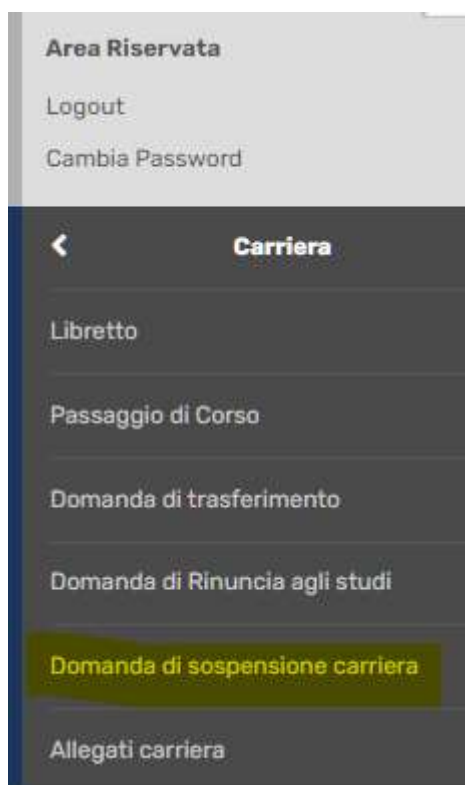 Area Riservata
Logout
Cambia Password
Carriera
Libretto
Passaggio di Corso
Domanda di trasferimento
Domanda di Rinuncia agli studi
Domanda di sospensione carriera
Allegati carriera